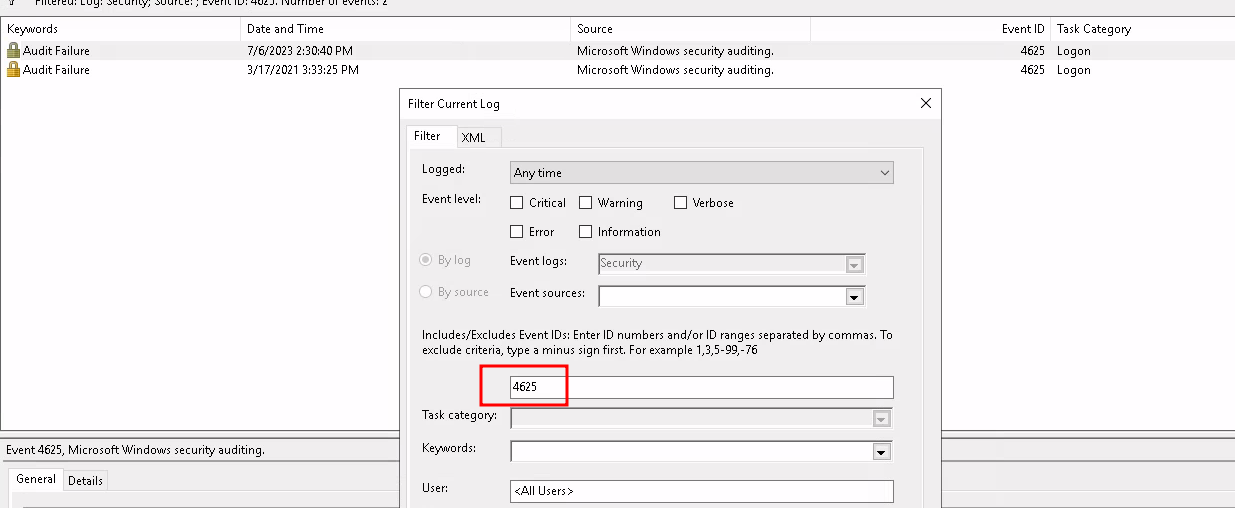 Filtered: Log: Security; Source: ; Event ID: 4625. Number of events: 2
Keywords Date and Time Source Event ID Task Category
Audit Failure 7/6/2023 2:30:40 PM Microsoft Windows security auditing. 4625 Logon
Audit Failure 3/17/2021 3:33:25 PM Microsoft Windows security auditing. 4625 Logon
Filter Current Log
Filter XML
Logged: Any time
Event level: Critical Warning Verbose
Error Information
By log Event logs: Security
By source Event sources:
Includes/Excludes Event IDs: Enter ID numbers and/or ID ranges separated by commas. To
exclude criteria, type a minus sign first. For example 1,3,5-99,-76
4625
Task category:
Keywords:
User: <All Users>
Event 4625, Microsoft Windows security auditing.
General Details